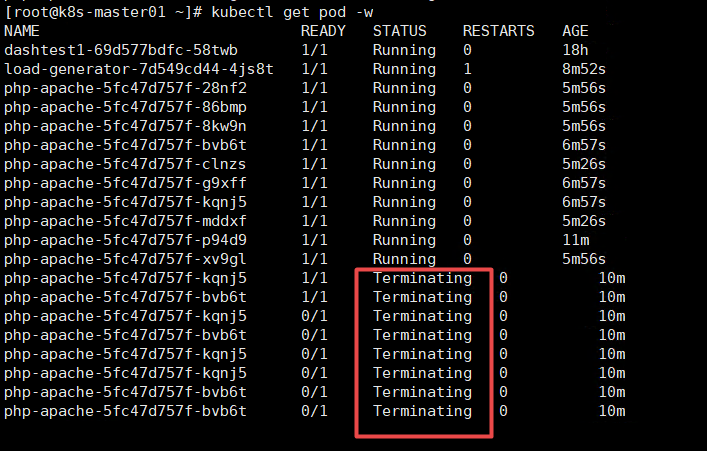 [root@k8s-master01 ~]# kubectl get pod -w
NAME READY STATUS RESTARTS AGE
dashtest1-69d577bdfc-58twb 1/1 Running 0 18h
load-generator-7d549cd44-4js8t 1/1 Running 1 8m52s
php-apache-5fc47d757f-28nf2 1/1 Running 0 5m56s
php-apache-5fc47d757f-86bmp 1/1 Running 0 5m56s
php-apache-5fc47d757f-8kw9n 1/1 Running 0 5m56s
php-apache-5fc47d757f-bvb6t 1/1 Running 0 6m57s
php-apache-5fc47d757f-clnzs 1/1 Running 0 5m26s
php-apache-5fc47d757f-g9xff 1/1 Running 0 6m57s
php-apache-5fc47d757f-kqnj5 1/1 Running 0 6m57s
php-apache-5fc47d757f-mddxf 1/1 Running 0 5m26s
php-apache-5fc47d757f-p94d9 1/1 Running 0 11m
php-apache-5fc47d757f-xv9gl 1/1 Running 0 5m56s
php-apache-5fc47d757f-kqnj5 1/1 Terminating 0 10m
php-apache-5fc47d757f-bvb6t 1/1 Terminating 0 10m
php-apache-5fc47d757f-kqnj5 0/1 Terminating 0 10m
php-apache-5fc47d757f-bvb6t 0/1 Terminating 0 10m
php-apache-5fc47d757f-kqnj5 0/1 Terminating 0 10m
php-apache-5fc47d757f-kqnj5 0/1 Terminating 0 10m
php-apache-5fc47d757f-bvb6t 0/1 Terminating 0 10m
php-apache-5fc47d757f-bvb6t 0/1 Terminating 0 10m